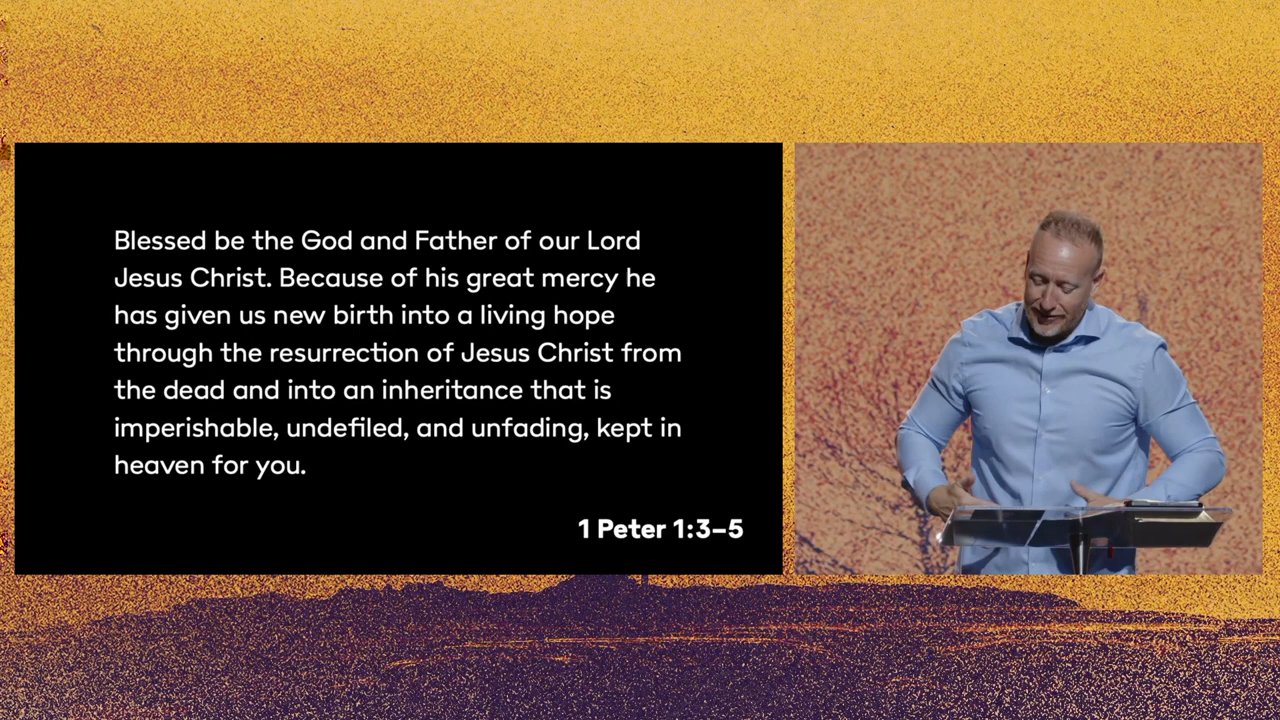 Blessed be the God and Father of our Lord
Jesus Christ. Because of his great mercy he
has given us new birth into a living hope
through the resurrection of Jesus Christ from
the dead and into an inheritance that is
imperishable, undefiled, and unfading, kept in
heaven for you.
1 Peter 1:3–5